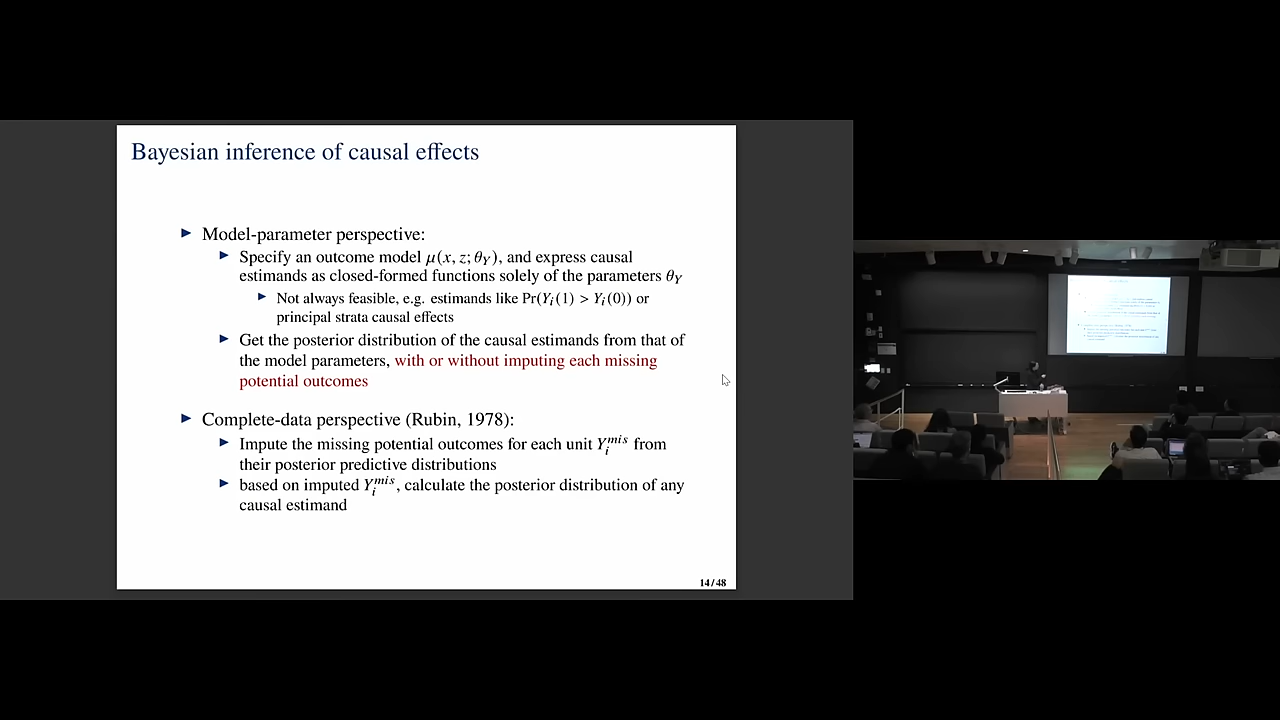 Bayesian inference of causal effects
► Model-parameter perspective:
► Specify an outcome model μ(x, z; θ_Y), and express causal
estimands as closed-formed functions solely of the parameters θ_Y
► Not always feasible, e.g. estimands like Pr(Y_i(1) > Y_i(0)) or
principal strata causal effects
► Get the posterior distribution of the causal estimands from that of
the model parameters, with or without imputing each missing
potential outcomes
► Complete-data perspective (Rubin, 1978):
► Impute the missing potential outcomes for each unit Y_i^{mis} from
their posterior predictive distributions
► based on imputed Y_i^{mis}, calculate the posterior distribution of any
causal estimand
14 / 48